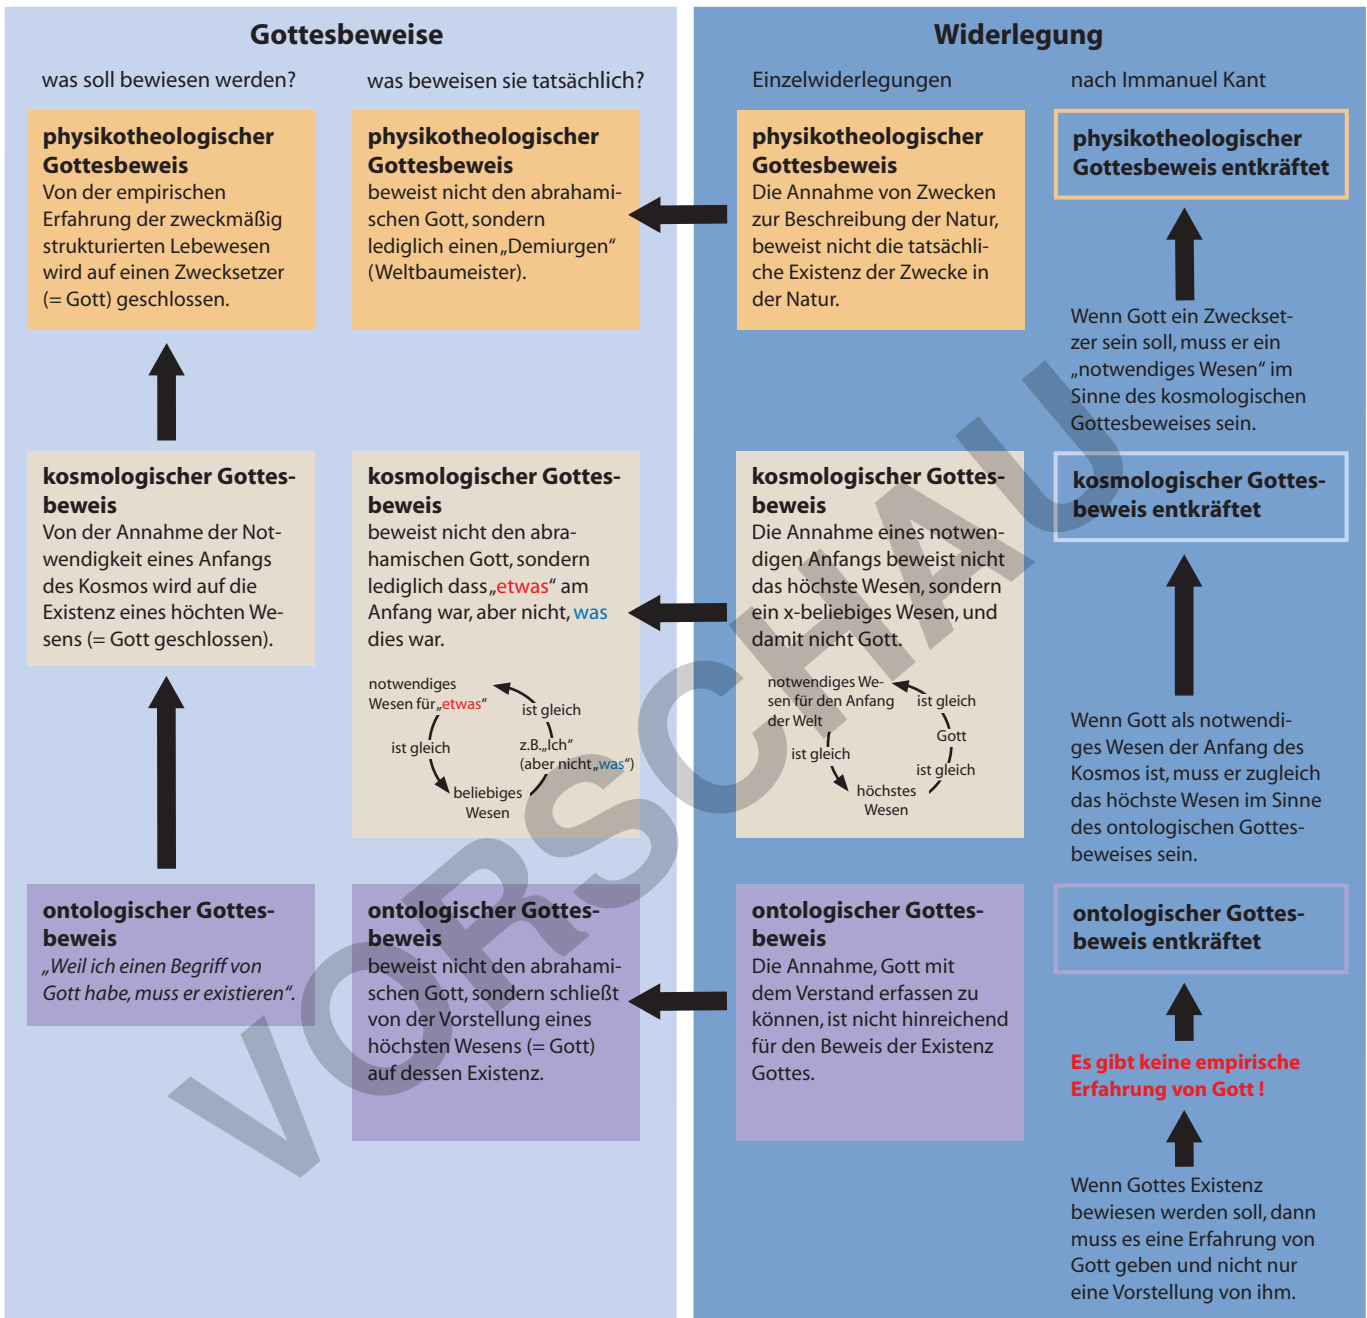 Gottesbeweise
was soll bewiesen werden?
physikotheologischer
Gottesbeweis
Von der empirischen
Erfahrung der zweckmäßig
strukturierten Lebewesen
wird auf einen Zwecksetzer
(= Gott) geschlossen.
kosmologischer Gottes-
beweis
Von der Annahme der Not-
wendigkeit eines Anfangs
des Kosmos wird auf die
Existenz eines höchten We-
sens (= Gott geschlossen).
ontologischer Gottes-
beweis
„Weil ich einen Begriff von
Gott habe, muss er existieren“.
was beweisen sie tatsächlich?
physikotheologischer
Gottesbeweis
beweist nicht den abrahami-
schen Gott, sondern
lediglich einen „Demiurgen“
(Weltbaumeister).
kosmologischer Gottes-
beweis
beweist nicht den abra-
hamischen Gott, sondern
lediglich dass „etwas“ am
Anfang war, aber nicht, was
dies war.
notwendiges
Wesen für „etwas“
ist gleich
beliebiges
Wesen
z.B. „Ich“
(aber nicht „was“)
ist gleich
ontologischer Gottes-
beweis
beweist nicht den abrahami-
schen Gott, sondern schließt
von der Vorstellung eines
höchsten Wesens (= Gott)
auf dessen Existenz.
Widerlegung
Einzelwiderlegungen
physikotheologischer
Gottesbeweis
Die Annahme von Zwecken
zur Beschreibung der Natur,
beweist nicht die tatsächli-
che Existenz der Zwecke in
der Natur.
kosmologischer Gottes-
beweis
Die Annahme eines notwen-
digen Anfangs beweist nicht
das höchste Wesen, sondern
ein x-beliebiges Wesen, und
damit nicht Gott.
notwendiges We-
sen für den Anfang
der Welt
ist gleich
höchstes
Wesen
ist gleich
Gott
ist gleich
ontologischer Gottes-
beweis
Die Annahme, Gott mit
dem Verstand erfassen zu
können, ist nicht hinreichend
für den Beweis der Existenz
Gottes.
nach Immanuel Kant
physikotheologischer
Gottesbeweis entkräftet
Wenn Gott ein Zweckset-
zer sein soll, muss er ein
„notwendiges Wesen“ im
Sinne des kosmologischen
Gottesbeweises sein.
kosmologischer Gottes-
beweis entkräftet
Wenn Gott als notwendi-
ges Wesen der Anfang des
Kosmos ist, muss er zugleich
das höchste Wesen im Sinne
des ontologischen Gottes-
beweises sein.
ontologischer Gottes-
beweis entkräftet
Es gibt keine empirische
Erfahrung von Gott !
Wenn Gottes Existenz
bewiesen werden soll, dann
muss es eine Erfahrung von
Gott geben und nicht nur
eine Vorstellung von ihm.
VORSCHAU